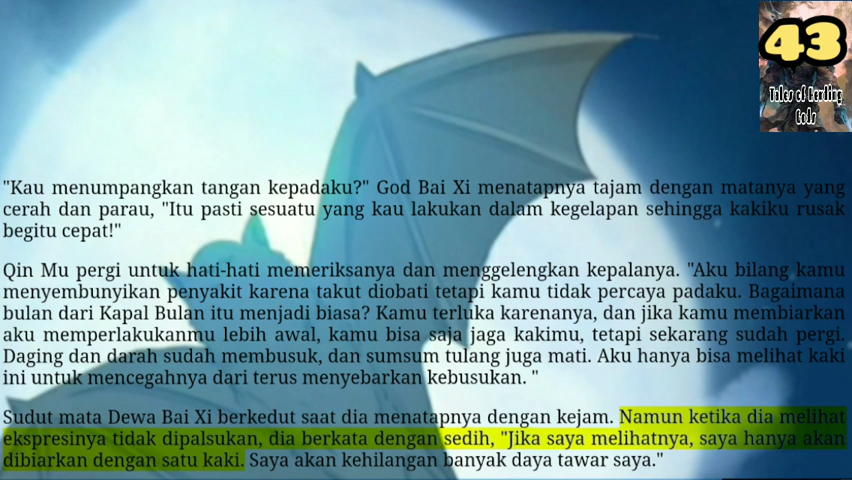 43
Tales of Herding
Gods
"Kau menumpangkan tangan kepadaku?" God Bai Xi menatapnya tajam dengan matanya yang
cerah dan parau, "Itu pasti sesuatu yang kau lakukan dalam kegelapan sehingga kakiku rusak
begitu cepat!"
Qin Mu pergi untuk hati-hati memeriksanya dan menggelengkan kepalanya. "Aku bilang kamu
menyembunyikan penyakit karena takut diobati tetapi kamu tidak percaya padaku. Bagaimana
bulan dari Kapal Bulan itu menjadi biasa? Kamu terluka karenanya, dan jika kamu membiarkan
aku memperlakukanmu lebih awal, kamu bisa saja jaga kakimu, tetapi sekarang sudah pergi.
Daging dan darah sudah membusuk, dan sumsum tulang juga mati. Aku hanya bisa melihat kaki
ini untuk mencegahnya dari terus menyebarkan kebusukan. "
Sudut mata Dewa Bai Xi berkedut saat dia menatapnya dengan kejam. Namun ketika dia melihat
ekspresinya tidak dipalsukan, dia berkata dengan sedih, "Jika saya melihatnya, saya hanya akan
dibiarkan dengan satu kaki. Saya akan kehilangan banyak daya tawar saya."